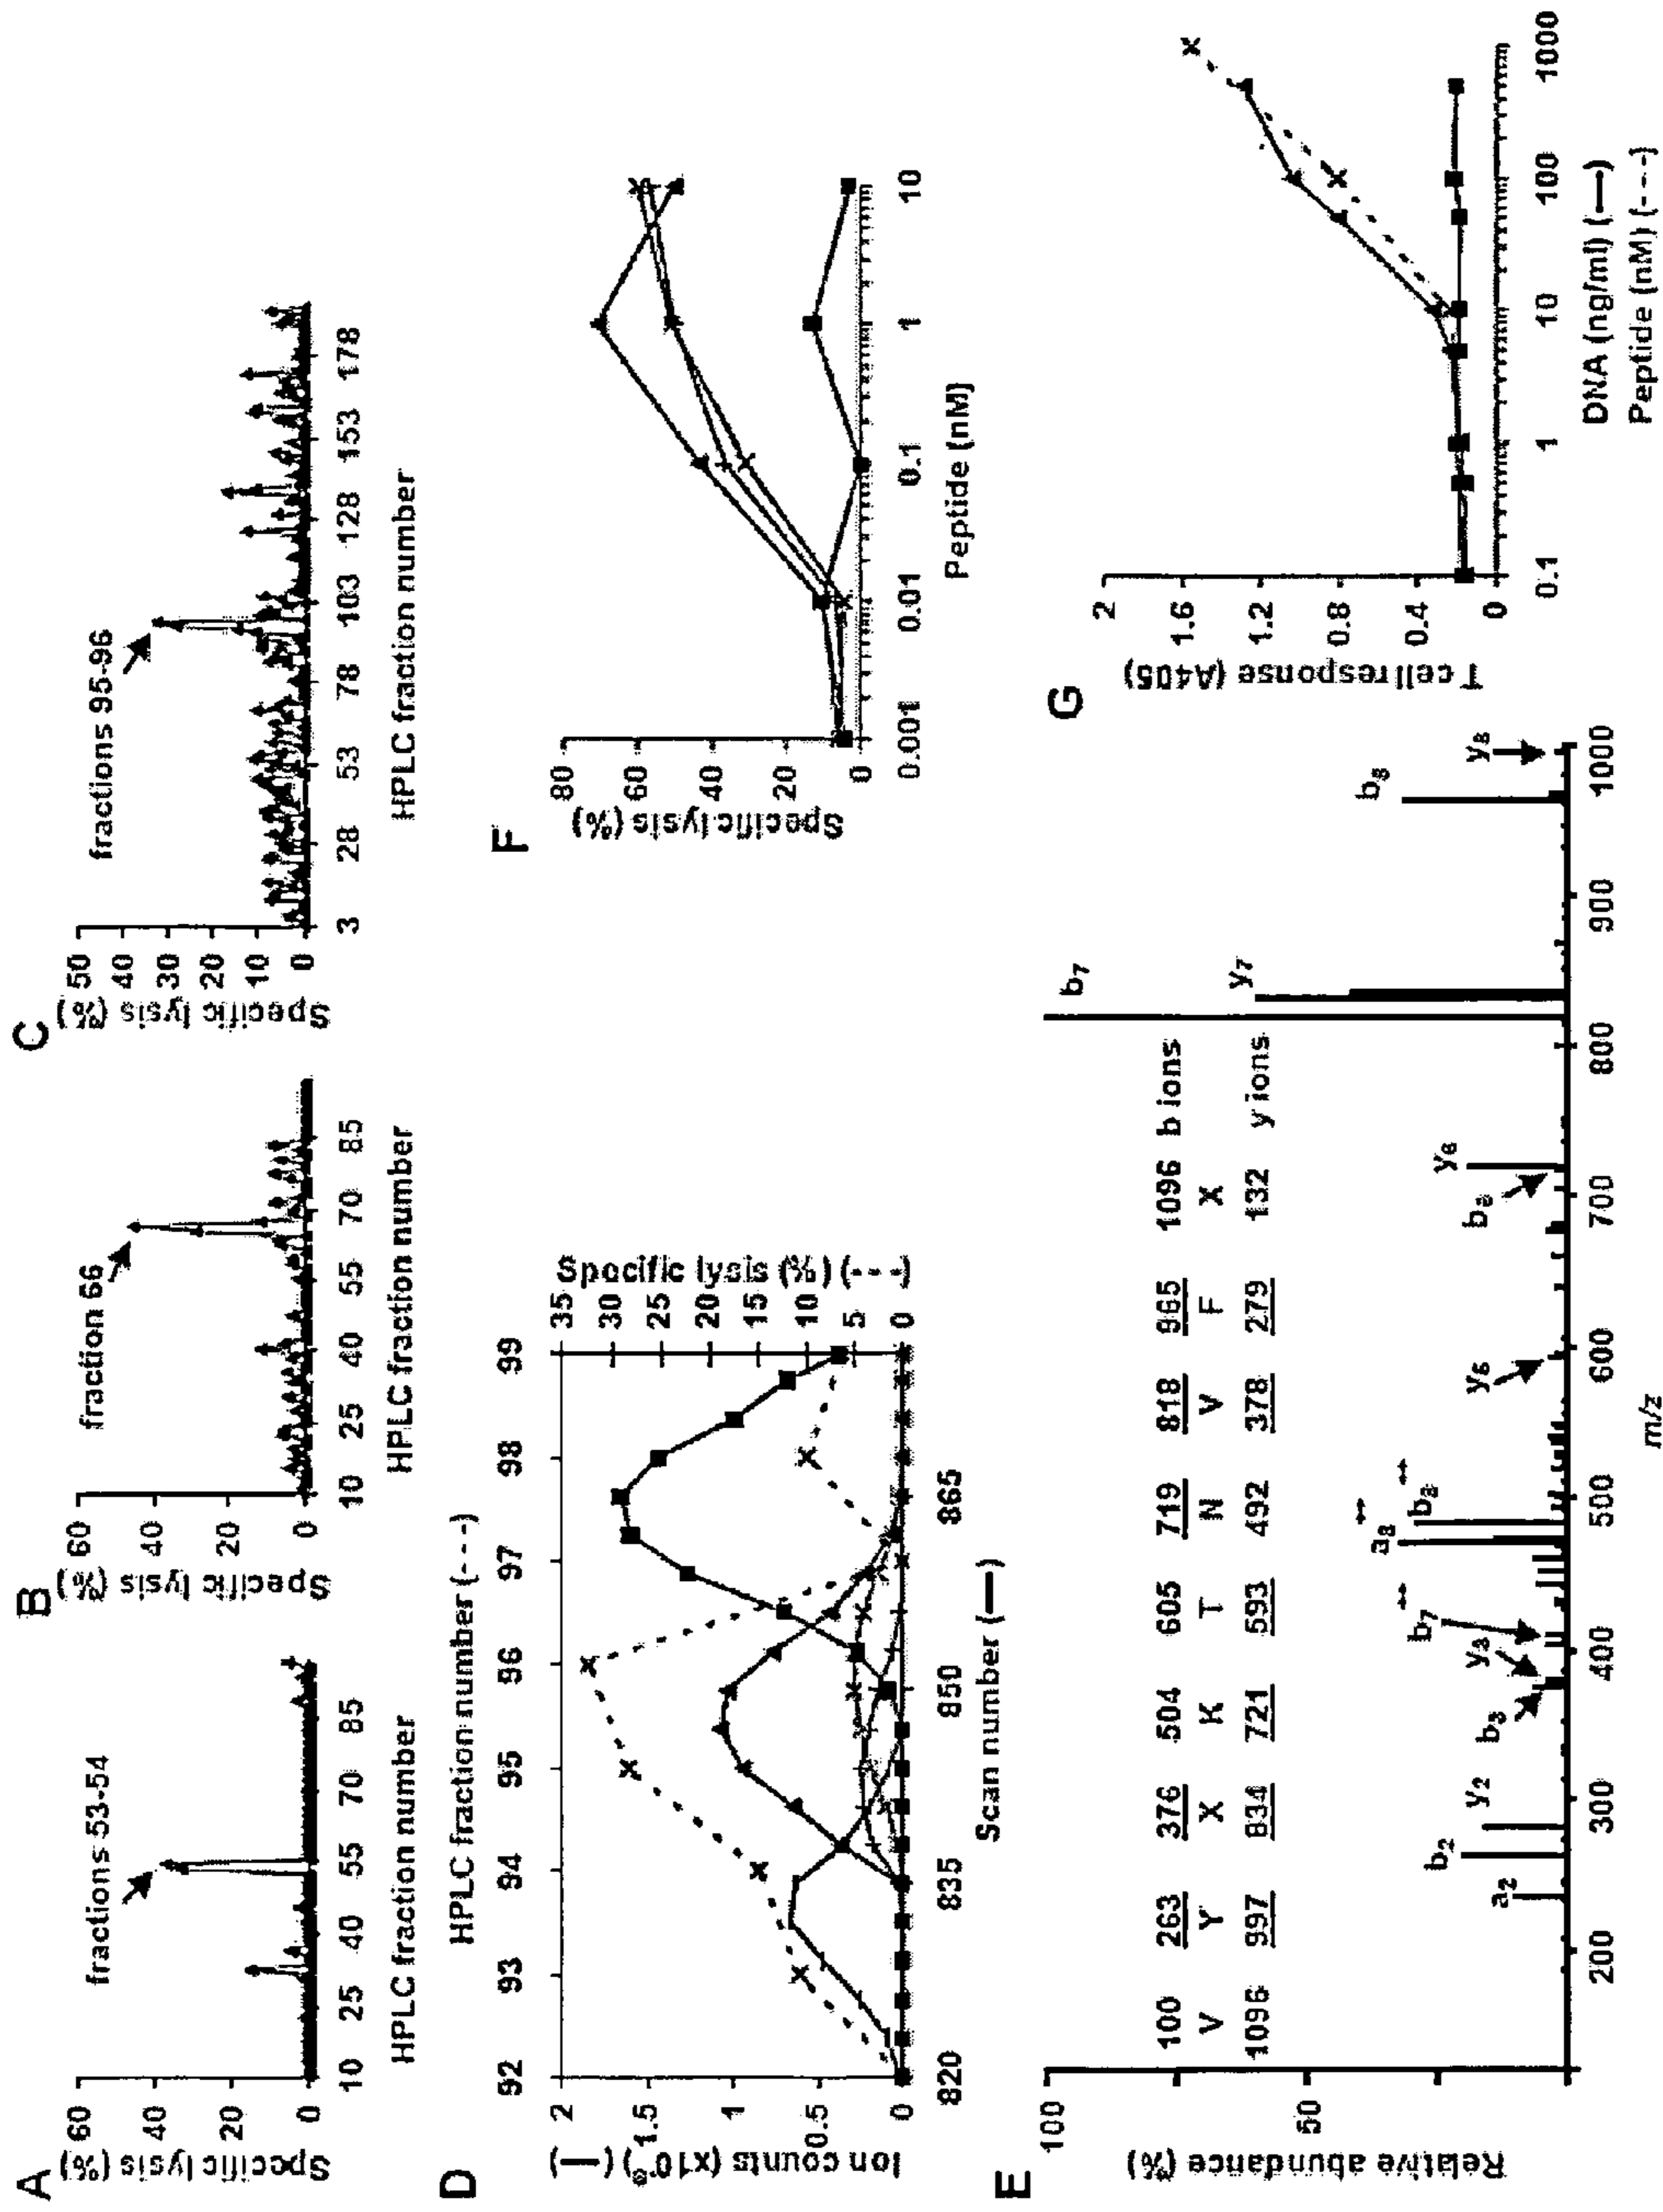 A
Specific lysis (%)
60
40
20
0
10 25 40 55 70 85
HPLC fraction number
fractions 53-54
B
Specific lysis (%)
60
40
20
0
10 25 40 55 70 85
HPLC fraction number
fraction 66
C
Specific lysis (%)
50
40
30
20
10
0
3 28 53 78 103 128 153 178
HPLC fraction number
fractions 95-96
D
HPLC fraction number (---)
92 93 94 95 96 97 98 99
Ion counts (x10⁻⁶) (—)
2
1.5
1
0.5
0
Specific lysis (%) (---)
35
30
25
20
15
10
5
0
820 835 850 865
Scan number (—)
F
Specific lysis (%)
80
60
40
20
0
0.001 0.01 0.1 1 10
Peptide (nM)
E
Relative abundance (%)
100
50
100 263 376 504 605 719 818 965 1096 b ions
V Y X K T N V F X
1096 997 834 721 593 492 378 279 132 y ions
a₂ b₂ y₂ b₃ y₃ b₇⁺⁺ b₈⁺⁺ y₅ y₆ b₇ y₇ b₈ y₈
200 300 400 500 600 700 800 900 1000
m/z
G
T cell response (A405)
2
1.6
1.2
0.8
0.4
0
0.1 1 10 100 1000
DNA (ng/ml) (—)
Peptide (nM) (---)